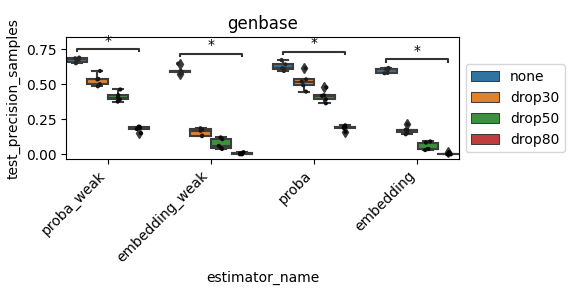 genbase
test_precision_samples
0.75
0.50
0.25
0.00
*
*
*
*
proba_weak
embedding_weak
proba
embedding
estimator_name
none
drop30
drop50
drop80